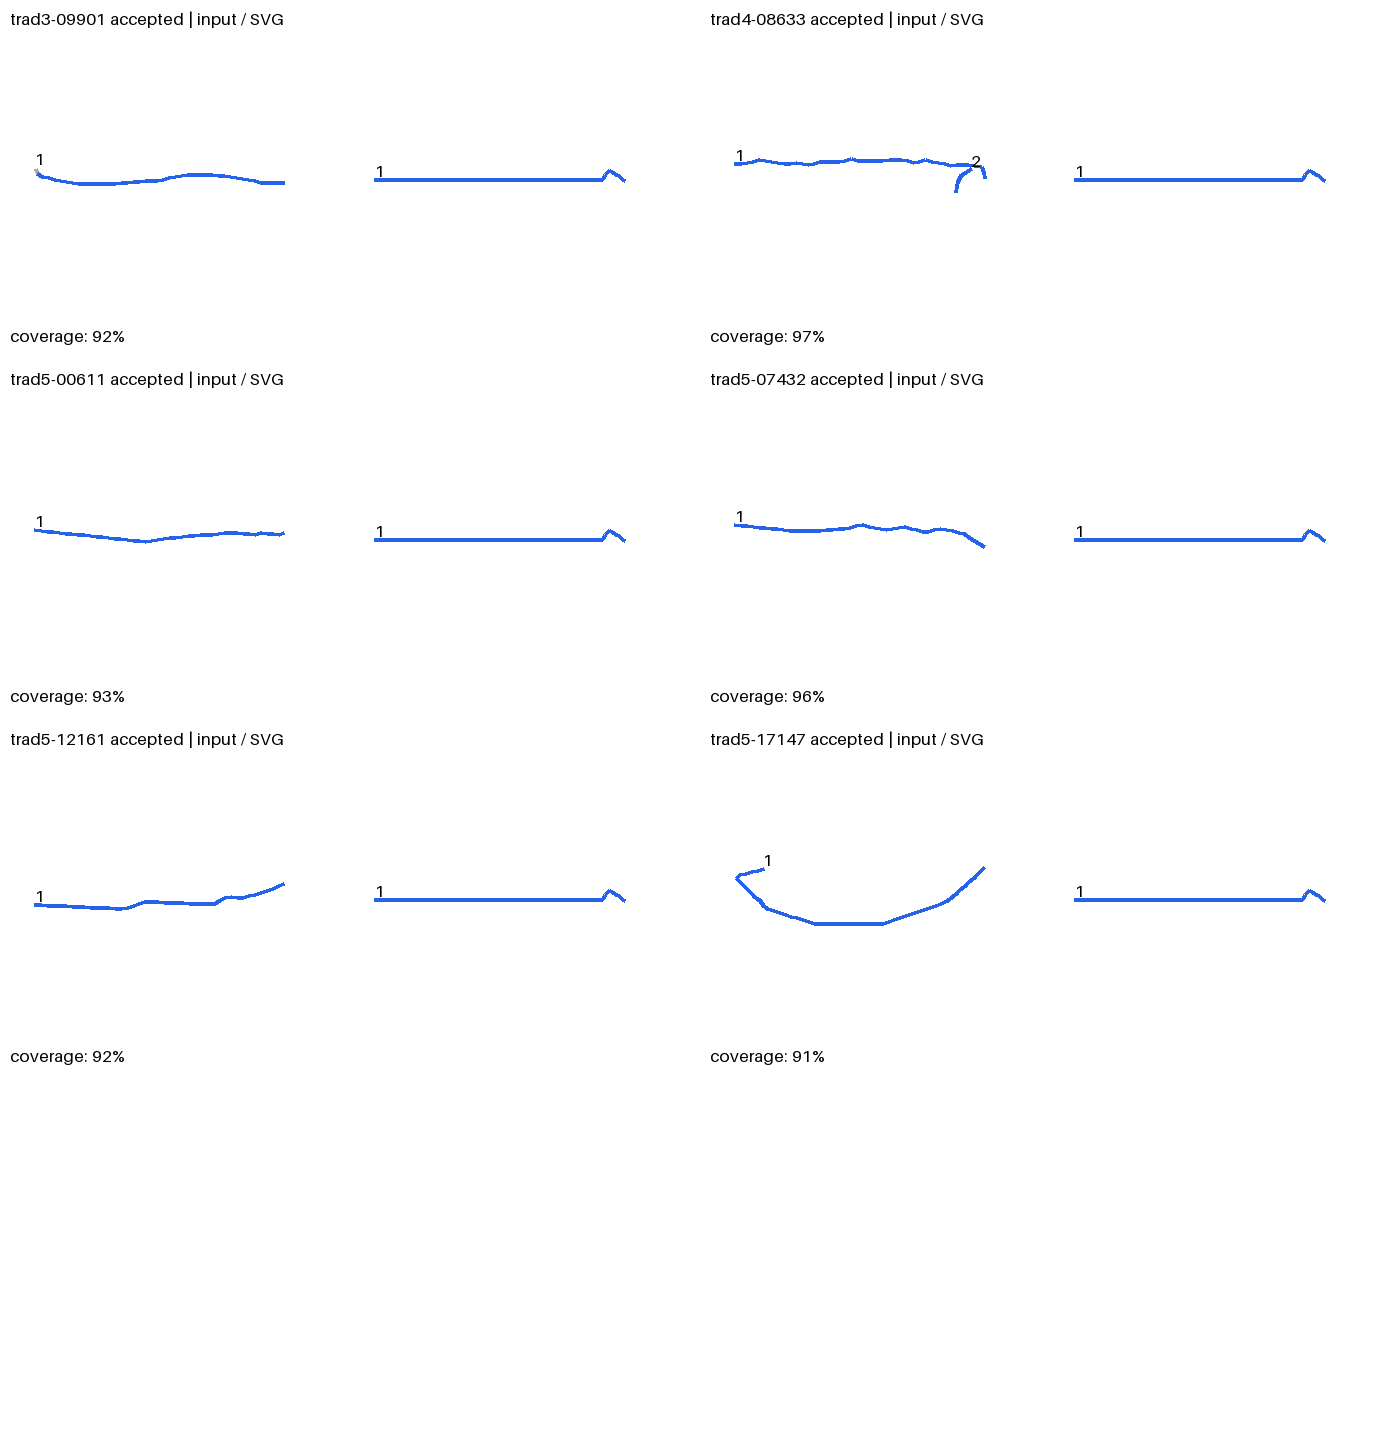 trad3-09901 accepted | input / SVG
trad4-08633 accepted | input / SVG
1
1
1
2
1
coverage: 92%
coverage: 97%
trad5-00611 accepted | input / SVG
trad5-07432 accepted | input / SVG
1
1
1
1
coverage: 93%
coverage: 96%
trad5-12161 accepted | input / SVG
trad5-17147 accepted | input / SVG
1
1
1
1
coverage: 92%
coverage: 91%